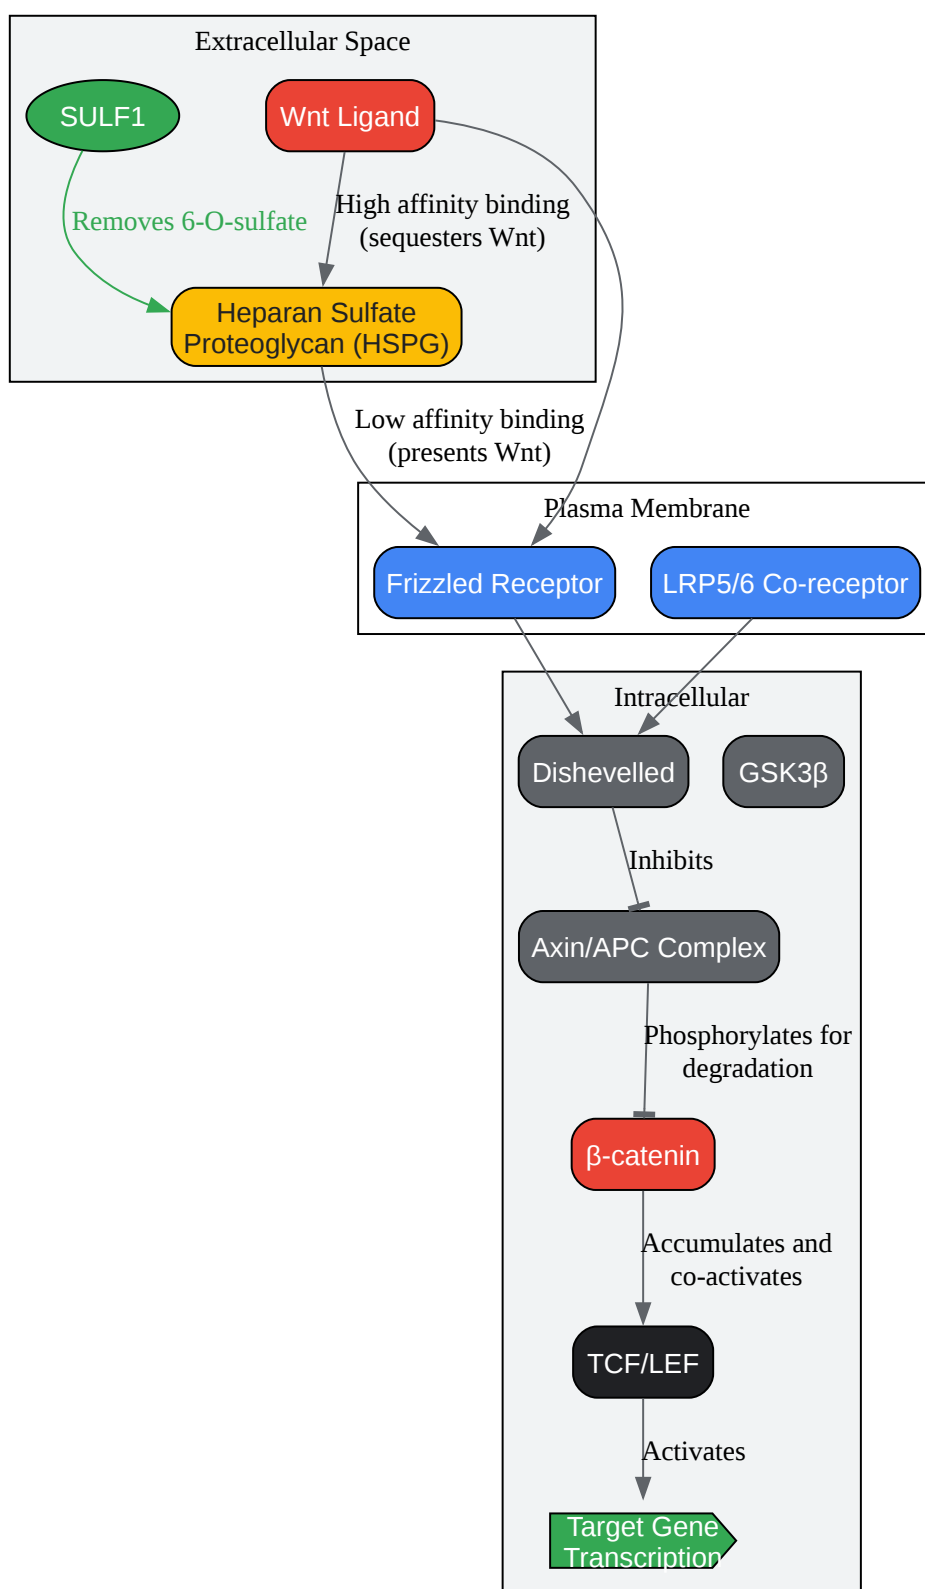 Extracellular Space
SULF1
Wnt Ligand
High affinity binding
(sequesters Wnt)
Removes 6-O-sulfate
Heparan Sulfate
Proteoglycan (HSPG)
Low affinity binding
(presents Wnt)
Plasma Membrane
Frizzled Receptor
LRP5/6 Co-receptor
Intracellular
Dishevelled
GSK3β
Inhibits
Axin/APC Complex
Phosphorylates for
degradation
β-catenin
Accumulates and
co-activates
TCF/LEF
Activates
Target Gene
Transcription